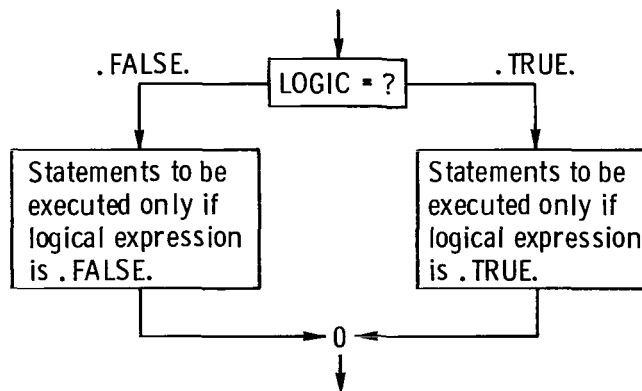 .FALSE.
LOGIC = ?
.TRUE.
Statements to be
executed only if
logical expression
is .FALSE.
Statements to be
executed only if
logical expression
is .TRUE.
0